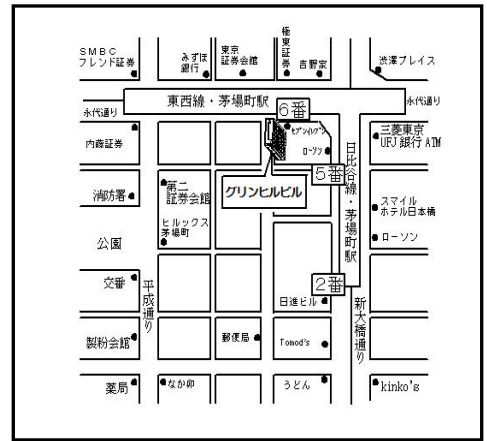 SMBC
フレンド証券
みずほ
銀行
東京
証券会館
極東証券
吉野家
渋澤プレイス
東西線・茅場町駅
6番
永代通り
永代通り
内藤証券
セブンイレブン
ローソン
三菱東京
UFJ銀行ATM
5番
日比谷線・茅場町駅
グリンヒルビル
消防署
第二
証券会館
スマイル
ホテル日本橋
ヒルックス
茅場町
ローソン
公園
交番
平成通り
2番
日進ビル
新大橋通り
製粉会館
郵便局
Tomod's
薬局
なか卯
うどん
kinko's